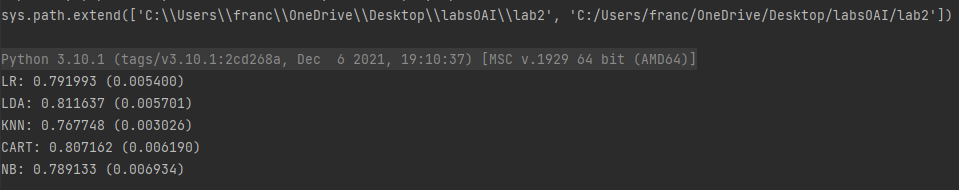 sys.path.extend(['C:\\Users\\franc\\OneDrive\\Desktop\\labsOAI\\lab2', 'C:/Users/franc/OneDrive/Desktop/labsOAI/lab2'])
Python 3.10.1 (tags/v3.10.1:2cd268a, Dec  6 2021, 19:10:37) [MSC v.1929 64 bit (AMD64)]
LR: 0.791993 (0.005400)
LDA: 0.811637 (0.005701)
KNN: 0.767748 (0.003026)
CART: 0.807162 (0.006190)
NB: 0.789133 (0.006934)